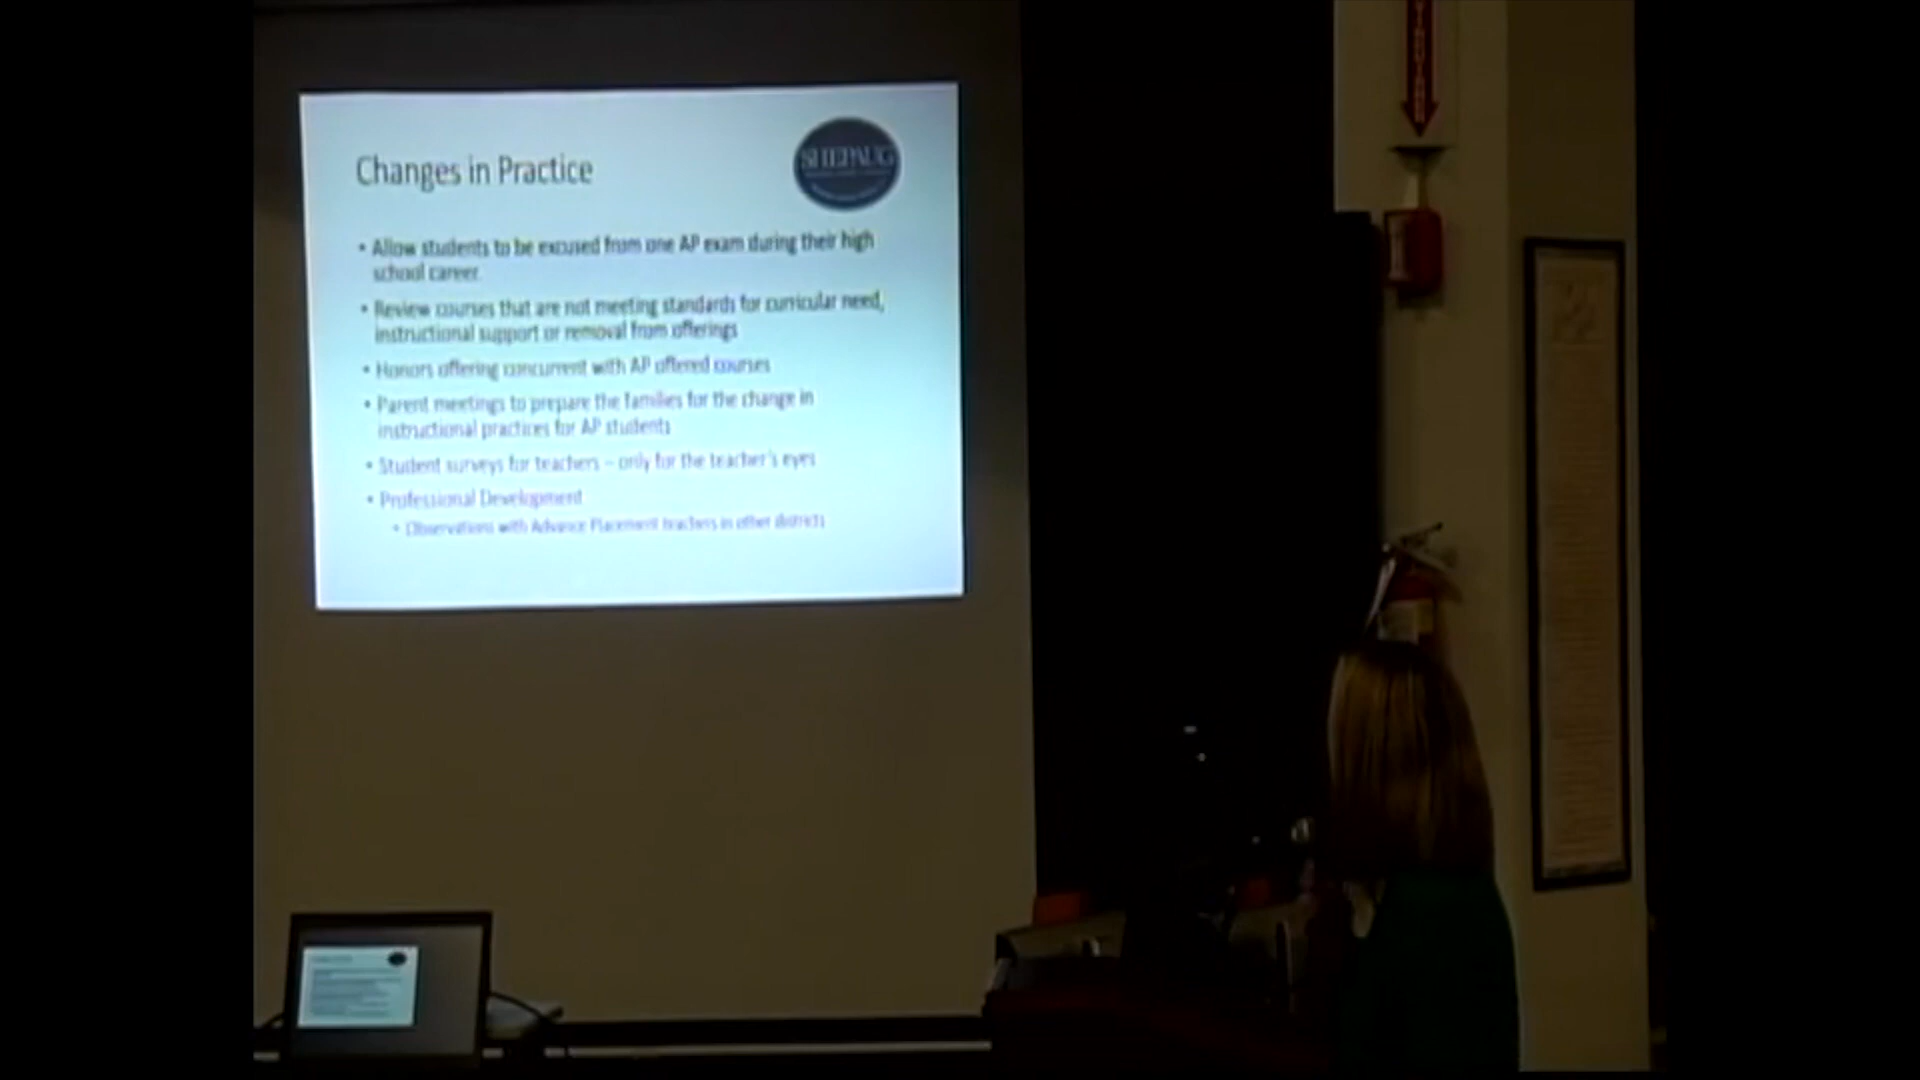 SHEPAUG
Changes in Practice
• Allow students to be excused from one AP exam during their high
school career.
• Review courses that are not meeting standards for curricular need,
instructional support or removal from offerings
• Honors offering concurrent with AP offered courses
• Parent meetings to prepare the families for the change in
instructional practices for AP students
• Student surveys for teachers – only for the teacher's eyes
• Professional Development
• Observations with Advance Placement teachers in other districts